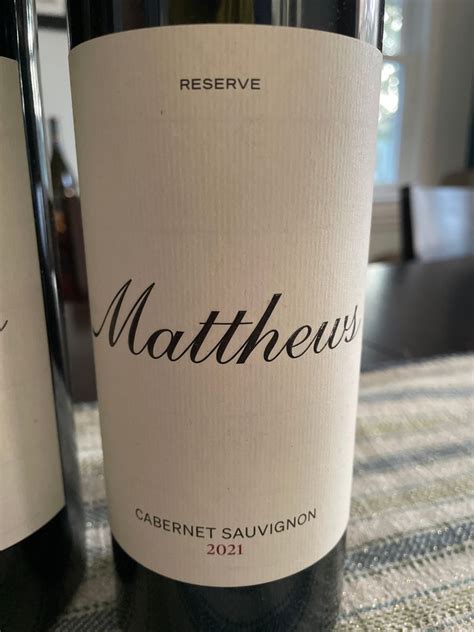 RESERVE
Matthews
CABERNET SAUVIGNON
2021